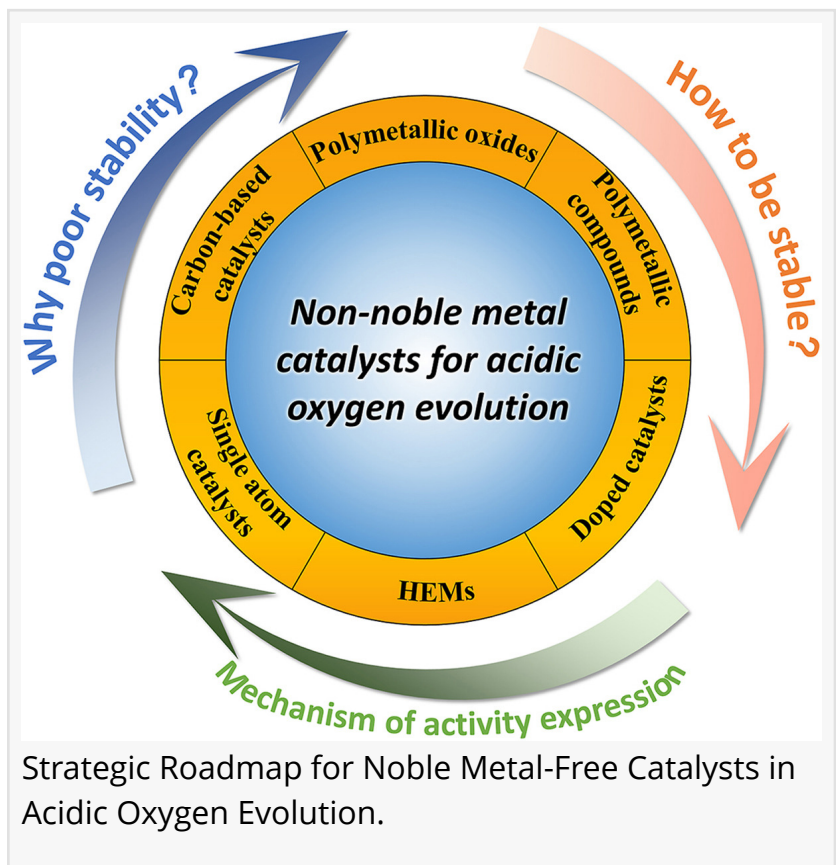 Why poor stability?
How to be stable?
Polymetallic oxides
Carbon-based
catalysts
Polymetallic
compounds
Non-noble metal
catalysts for acidic
oxygen evolution
Single atom
catalysts
Doped catalysts
HEMs
Mechanism of activity expression
Strategic Roadmap for Noble Metal-Free Catalysts in
Acidic Oxygen Evolution.